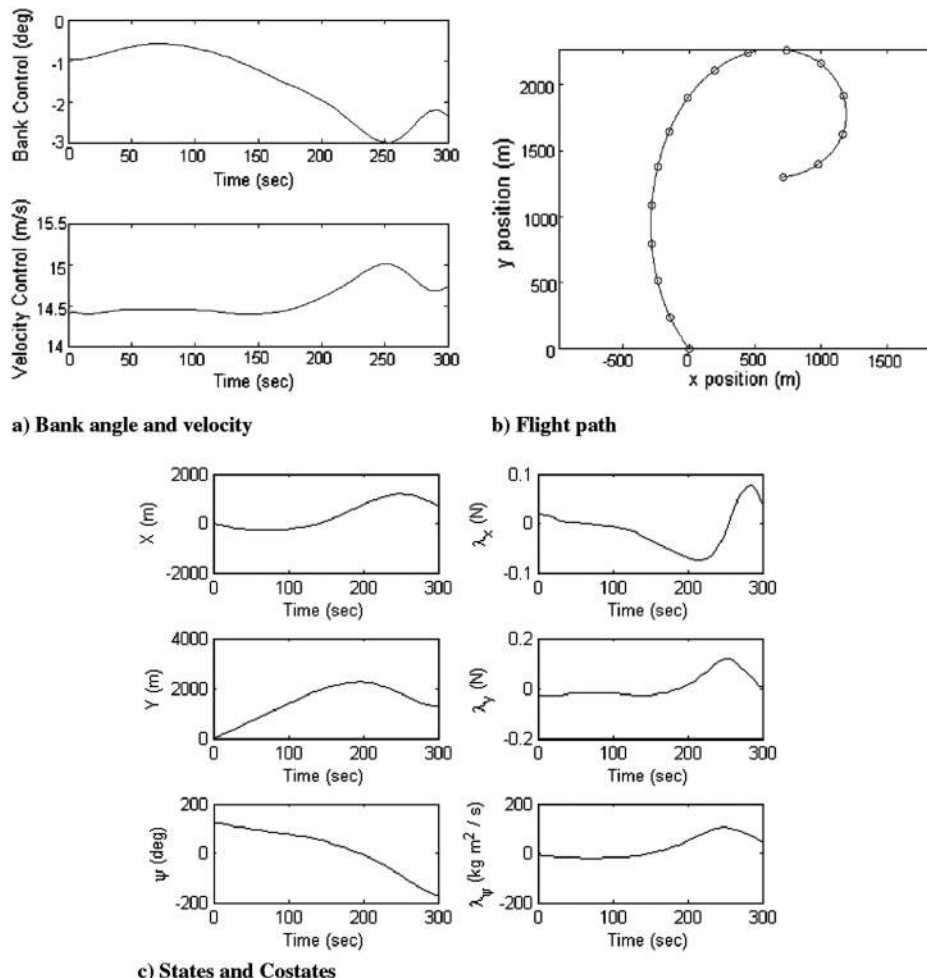 0
-1
-2
-3
Bank Control (deg)
0 50 100 150 200 250 300
Time (sec)
15.5
15
14.5
14
Velocity Control (m/s)
0 50 100 150 200 250 300
Time (sec)
a) Bank angle and velocity
2000
1500
1000
500
0
y position (m)
-500 0 500 1000 1500
x position (m)
b) Flight path
2000
0
-2000
X (m)
0 100 200 300
Time (sec)
0.1
0
-0.1
λx (N)
0 100 200 300
Time (sec)
4000
2000
0
Y (m)
0 100 200 300
Time (sec)
0.2
0
-0.2
λy (N)
0 100 200 300
Time (sec)
200
0
-200
Ψ (deg)
0 100 200 300
Time (sec)
200
0
-200
λΨ (kg m² / s)
0 100 200 300
Time (sec)
c) States and Costates